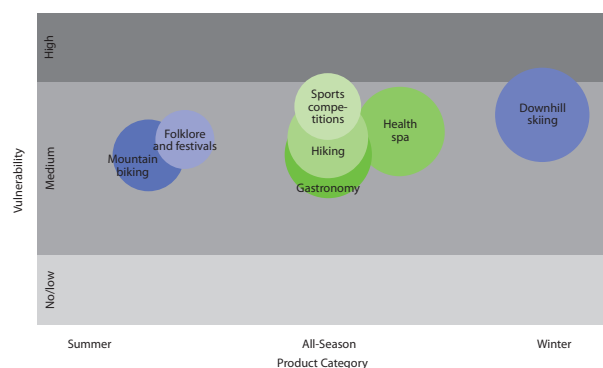 High
Medium
No/low
Vulnerability
Sports
compe-
titions
Hiking
Gastronomy
Health
spa
Downhill
skiing
Folklore
and festivals
Mountain
biking
Summer
All-Season
Winter
Product Category